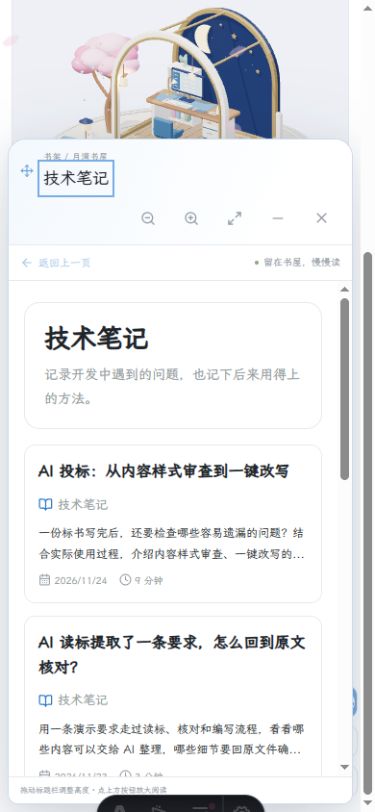 书架 / 月湾书屋
技术笔记
返回上一页
留在书屋，慢慢读
技术笔记
记录开发中遇到的问题，也记下后来用得上
的方法。
AI 投标：从内容样式审查到一键改写
技术笔记
一份标书写完后，还要检查哪些容易遗漏的问题？结
合实际使用过程，介绍内容样式审查、一键改写的...
2026/11/24 9 分钟
AI 读标提取了一条要求，怎么回到原文
核对？
技术笔记
用一条演示要求走过读标、核对和编写流程，看看哪
些内容可以交给 AI 整理，哪些细节要回原文件确...
拖动标题栏调整高度 · 点上方按钮放大阅读